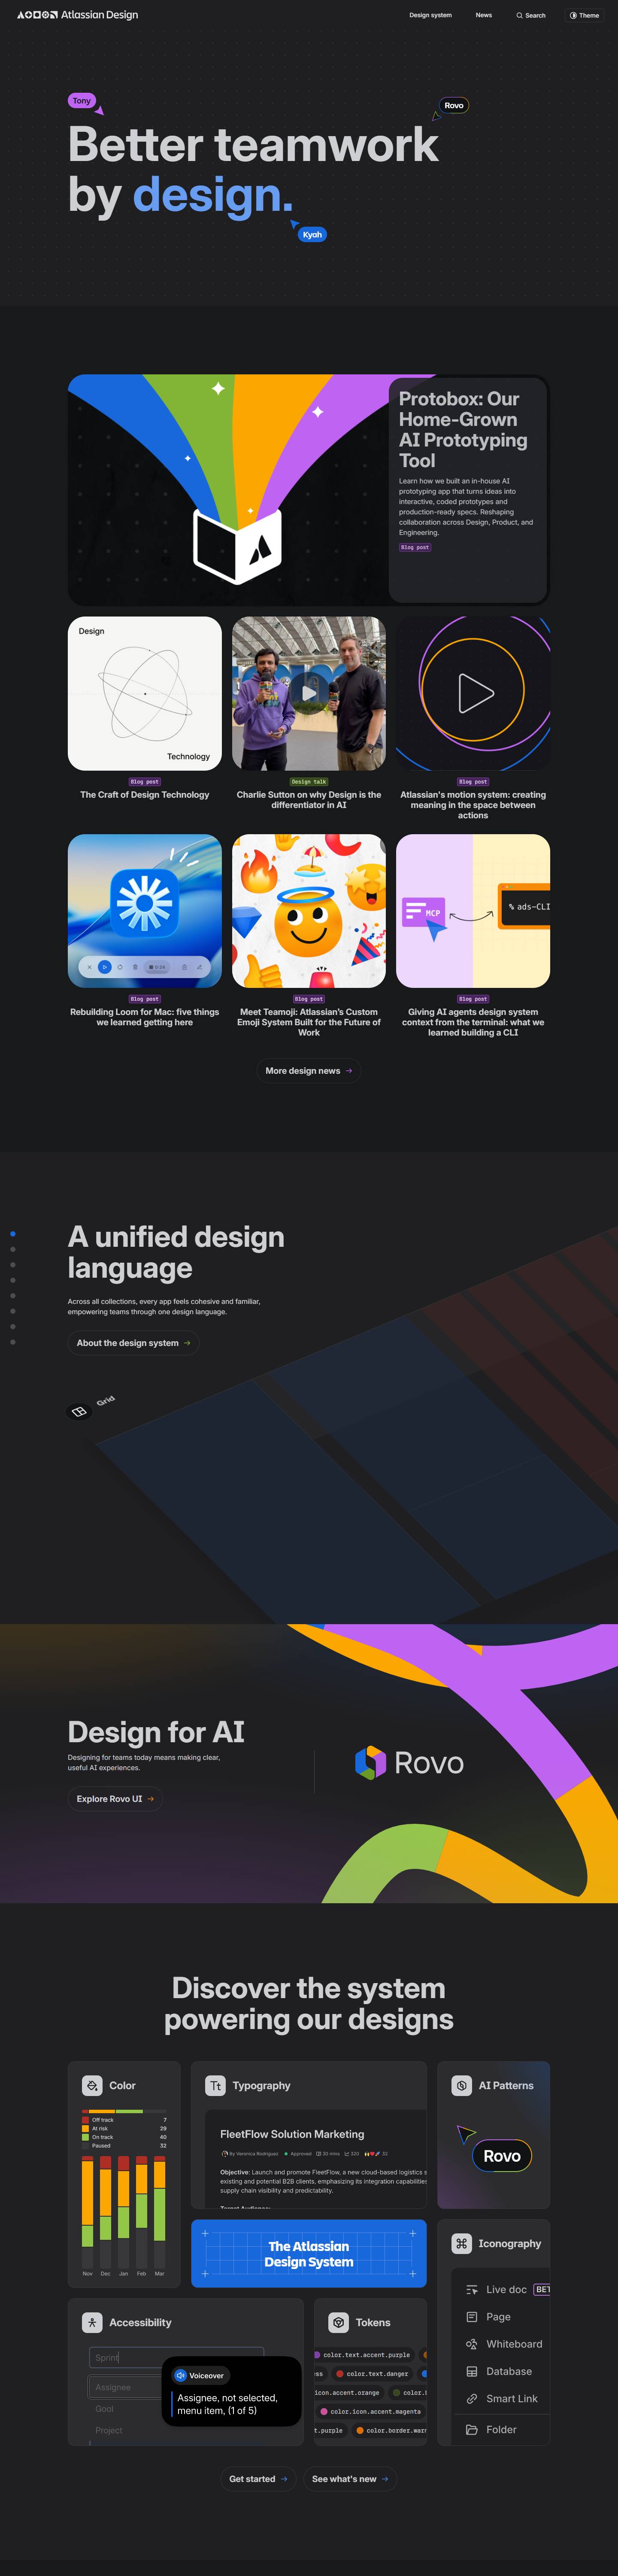 Atlassian Design
Design system
News
Search
Theme
Tony
Rovo
Better teamwork
by design.
Kyah
Protobox: Our
Home-Grown
AI Prototyping
Tool
Learn how we built an in-house AI
prototyping app that turns ideas into
interactive, coded prototypes and
production-ready specs. Reshaping
collaboration across Design, Product, and
Engineering.
Blog post
Design
Technology
Blog post
The Craft of Design Technology
Design talk
Charlie Sutton on why Design is the
differentiator in AI
Blog post
Atlassian's motion system: creating
meaning in the space between
actions
MCP
% ads-CLI
Blog post
Rebuilding Loom for Mac: five things
we learned getting here
Blog post
Meet Teamoji: Atlassian's Custom
Emoji System Built for the Future of
Work
Blog post
Giving AI agents design system
context from the terminal: what we
learned building a CLI
More design news
A unified design
language
Across all collections, every app feels cohesive and familiar,
empowering teams through one design language.
About the design system
Grid
Design for AI
Designing for teams today means making clear,
useful AI experiences.
Explore Rovo UI
Rovo
Discover the system
powering our designs
Color
Off track 7
At risk 29
On track 40
Paused 32
Nov Dec Jan Feb Mar
Typography
FleetFlow Solution Marketing
By Veronica Rodriguez Approved 30 mins 320 52
Objective: Launch and promote FleetFlow, a new cloud-based logistics s
existing and potential B2B clients, emphasizing its integration capabilities
supply chain visibility and predictability.
AI Patterns
Rovo
The Atlassian
Design System
Iconography
Live doc BET
Page
Whiteboard
Database
Smart Link
Folder
Accessibility
Sprint
Assignee
Goal
Project
Voiceover
Assignee, not selected,
menu item, (1 of 5)
Tokens
color.text.accent.purple
ess color.text.danger
icon.accent.orange color.
color.icon.accent.magenta
t.purple color.border.warn
Get started
See what's new